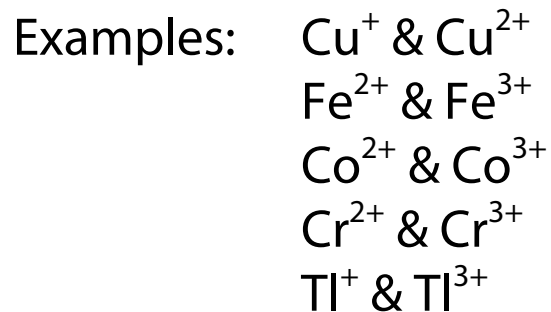 Examples: Cu⁺ & Cu²⁺
Fe²⁺ & Fe³⁺
Co²⁺ & Co³⁺
Cr²⁺ & Cr³⁺
Tl⁺ & Tl³⁺